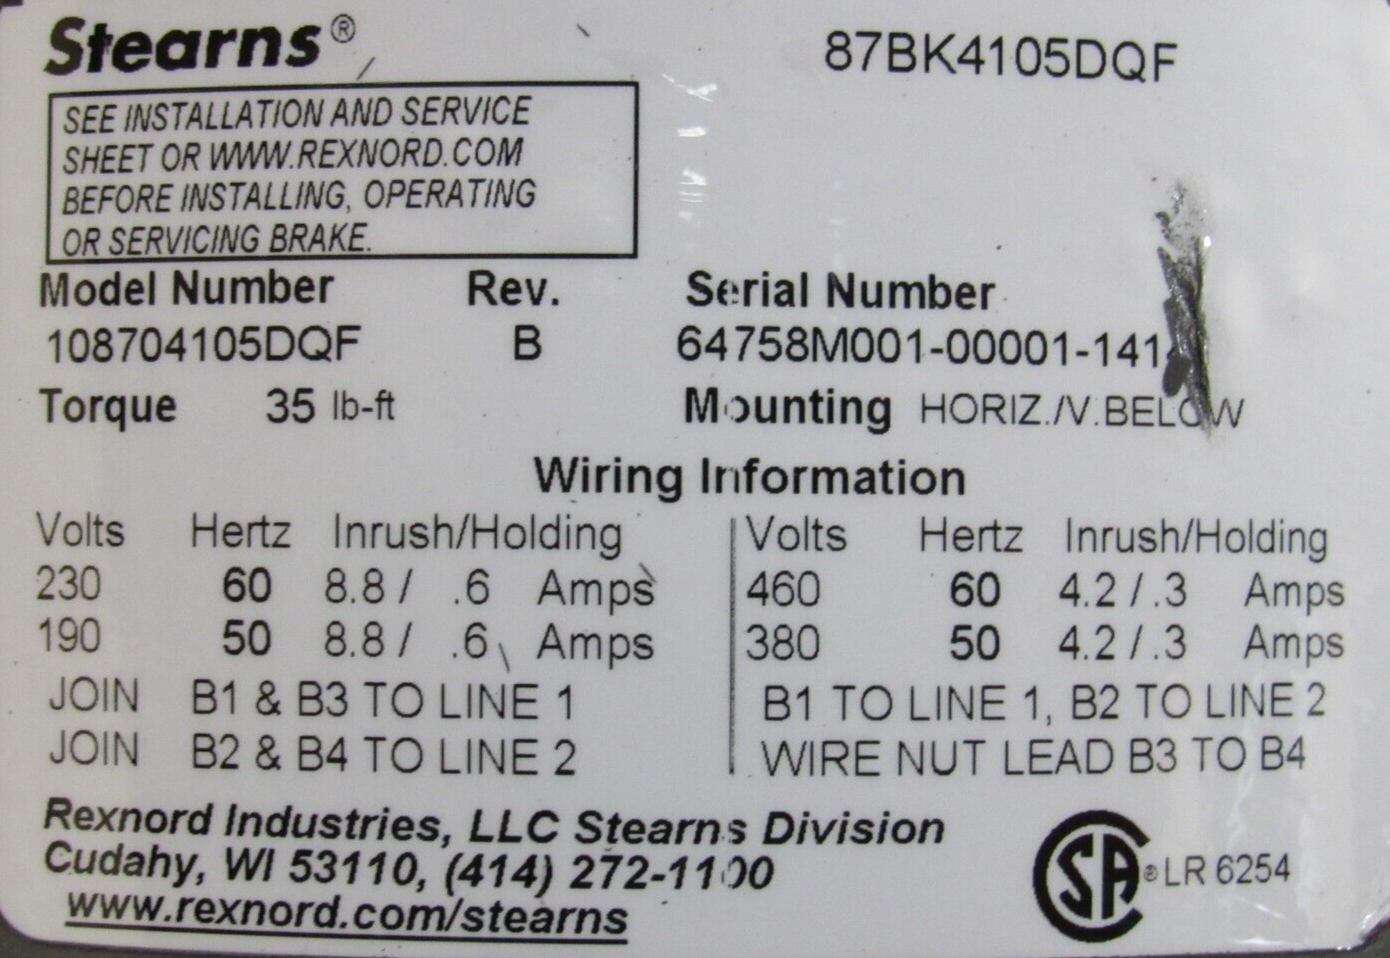 Stearns®
87BK4105DQF
SEE INSTALLATION AND SERVICE
SHEET OR WWW.REXNORD.COM
BEFORE INSTALLING, OPERATING
OR SERVICING BRAKE.
Model Number Rev. Serial Number
108704105DQF B 64758M001-00001-141
Torque 35 lb-ft Mounting HORIZ./V.BELOW
Wiring Information
Volts Hertz Inrush/Holding Volts Hertz Inrush/Holding
230 60 8.8 / .6 Amps 460 60 4.2 / .3 Amps
190 50 8.8 / .6 Amps 380 50 4.2 / .3 Amps
JOIN B1 & B3 TO LINE 1 B1 TO LINE 1, B2 TO LINE 2
JOIN B2 & B4 TO LINE 2 WIRE NUT LEAD B3 TO B4
Rexnord Industries, LLC Stearns Division
Cudahy, WI 53110, (414) 272-1100
www.rexnord.com/stearns
SA® LR 6254